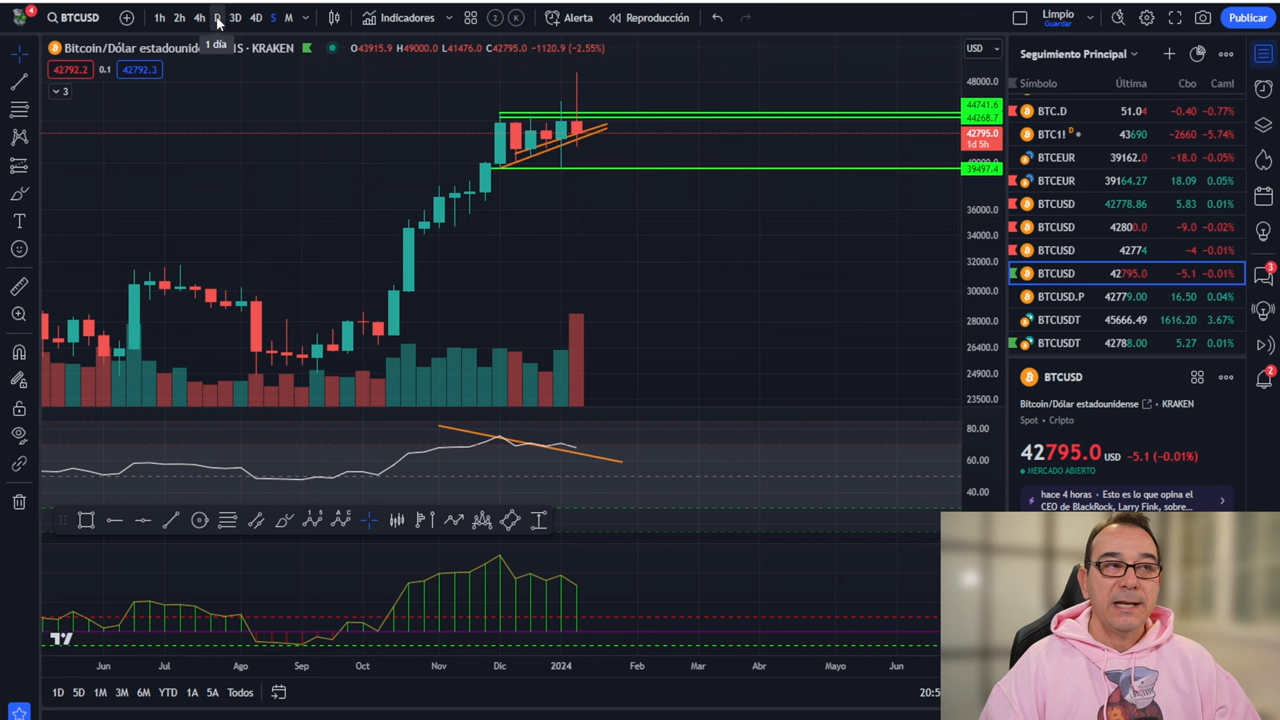 4
BTCUSD
1h 2h 4h D 3D 4D S M
Indicadores
2 K
Alerta
Reproducción
Limpio
Guardar
Publicar
1 día
Bitcoin/Dólar estadouni
S · KRAKEN
O43915.9 H49000.0 L41476.0 C42795.0 −1120.9 (−2.55%)
42792.2 0.1 42792.3
3
USD
48000.0
44741.6
44268.7
42795.0
1d 5h
39497.4
36000.0
34000.0
32000.0
30000.0
28000.0
26400.0
24900.0
23500.0
80.00
60.00
40.00
1 S
A C
Jun Jul Ago Sep Oct Nov Dic 2024 Feb Mar Abr Mayo Jun
1D 5D 1M 3M 6M YTD 1A 5A Todos
20:5
Seguimiento Principal
Símbolo Última Cbo Caml
BTC.D 51.04 −0.40 −0.77%
BTC1! D 43690 −2660 −5.74%
BTCEUR 39162.0 −18.0 −0.05%
BTCEUR 39164.27 18.09 0.05%
BTCUSD 42778.86 5.83 0.01%
BTCUSD 42800.0 −9.0 −0.02%
BTCUSD 42774 −4 −0.01%
BTCUSD 42795.0 −5.1 −0.01%
BTCUSD.P 42779.00 16.50 0.04%
BTCUSDT 45666.49 1616.20 3.67%
BTCUSDT 42788.00 5.27 0.01%
BTCUSD
Bitcoin/Dólar estadounidense · KRAKEN
Spot · Cripto
42795.0 USD −5.1 (−0.01%)
MERCADO ABIERTO
hace 4 horas · Esto es lo que opina el
CEO de BlackRock, Larry Fink, sobre...
3
2